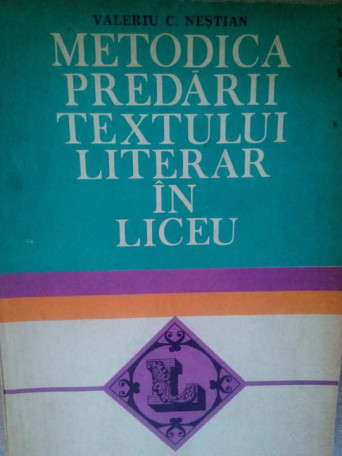 VALERIU C. NEȘTIAN
METODICA
PREDĂRII
TEXTULUI
LITERAR
ÎN
LICEU
L